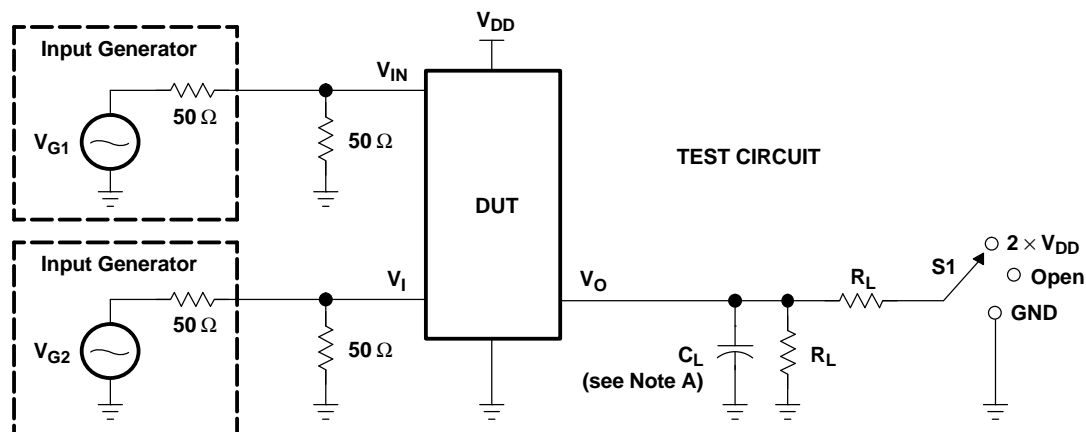 V_DD
Input Generator
V_IN
50 Ω
V_G1
50 Ω
TEST CIRCUIT
DUT
Input Generator
V_I
50 Ω
V_G2
50 Ω
V_O
C_L
(see Note A)
R_L
R_L
S1
2 × V_DD
Open
GND